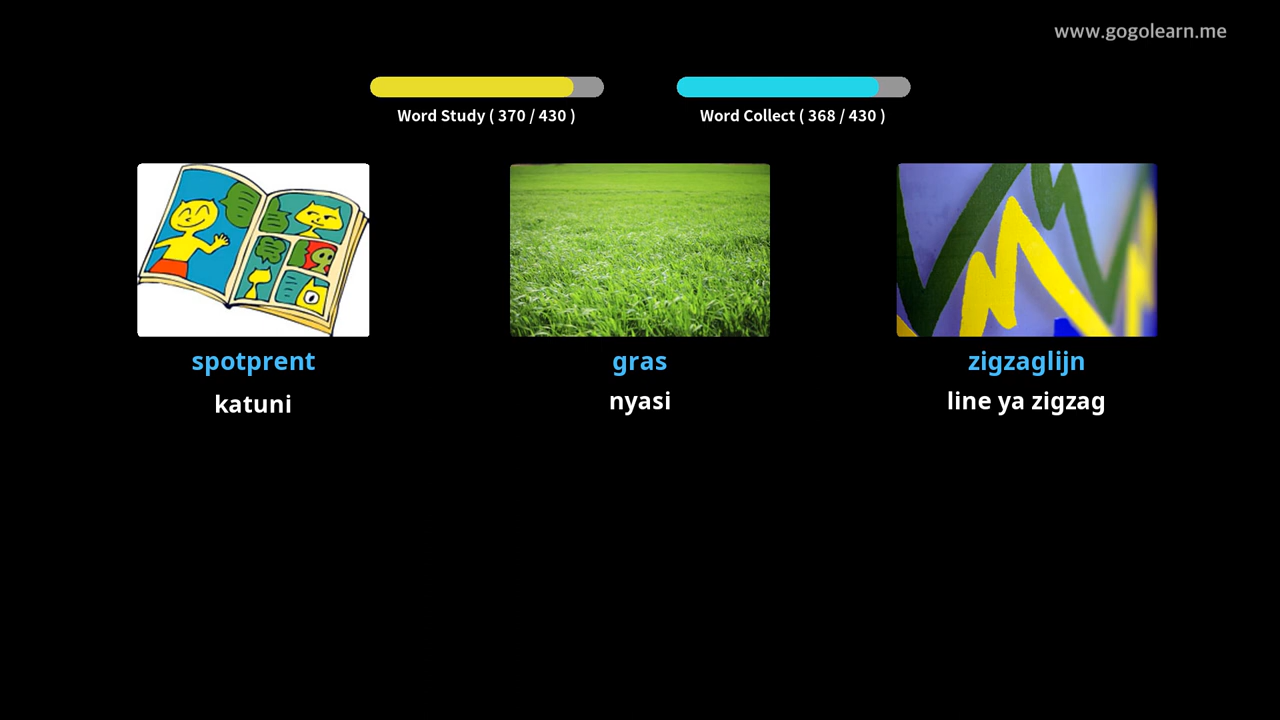 www.gogolearn.me
Word Study ( 370 / 430 )
Word Collect ( 368 / 430 )
spotprent
katuni
gras
nyasi
zigzaglijn
line ya zigzag